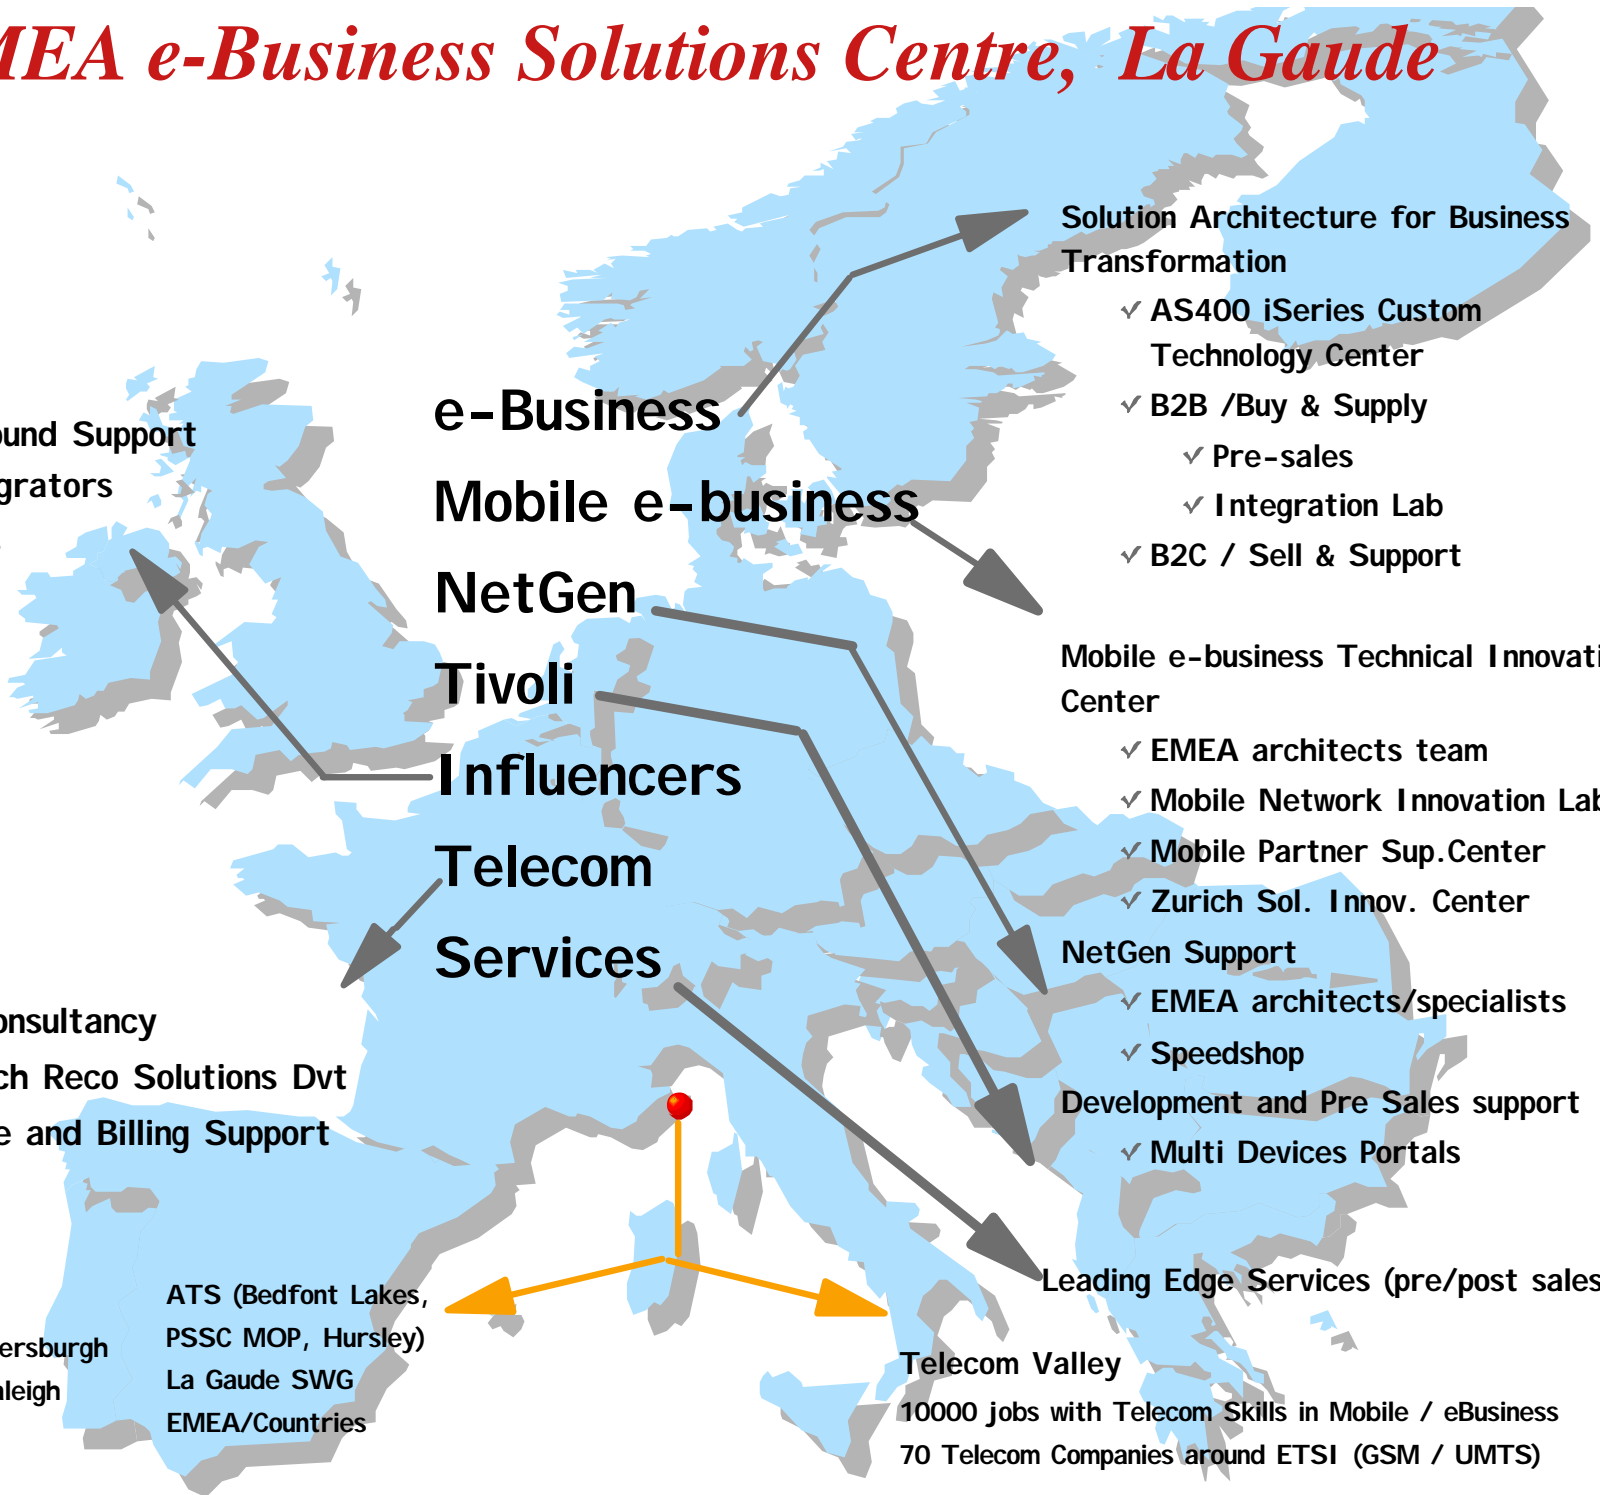 MEA e-Business Solutions Centre, La Gaude
Solution Architecture for Business
Transformation
AS400 iSeries Custom
Technology Center
B2B /Buy & Supply
Pre-sales
Integration Lab
B2C / Sell & Support
e-Business
Mobile e-business
NetGen
Tivoli
Influencers
Telecom
Services
ound Support
grators
Mobile e-business Technical Innovati
Center
EMEA architects team
Mobile Network Innovation Lab
Mobile Partner Sup.Center
Zurich Sol. Innov. Center
NetGen Support
EMEA architects/specialists
Speedshop
Development and Pre Sales support
Multi Devices Portals
Leading Edge Services (pre/post sales
onsultancy
ch Reco Solutions Dvt
e and Billing Support
ersburgh
leigh
ATS (Bedfont Lakes,
PSSC MOP, Hursley)
La Gaude SWG
EMEA/Countries
Telecom Valley
10000 jobs with Telecom Skills in Mobile / eBusiness
70 Telecom Companies around ETSI (GSM / UMTS)